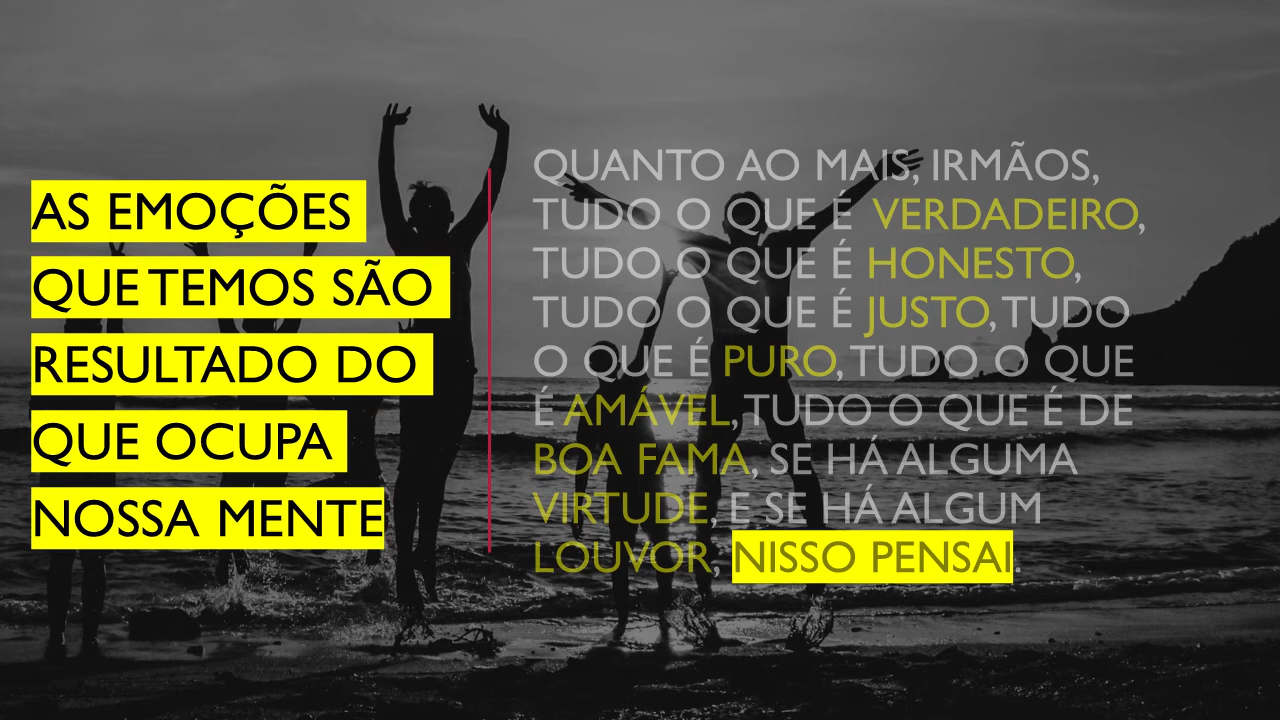 AS EMOÇÕES
QUE TEMOS SÃO
RESULTADO DO
QUE OCUPA
NOSSA MENTE
QUANTO AO MAIS, IRMÃOS,
TUDO O QUE É VERDADEIRO,
TUDO O QUE É HONESTO,
TUDO O QUE É JUSTO, TUDO
O QUE É PURO, TUDO O QUE
É AMÁVEL, TUDO O QUE É DE
BOA FAMA, SE HÁ ALGUMA
VIRTUDE, E SE HÁ ALGUM
LOUVOR, NISSO PENSAI.